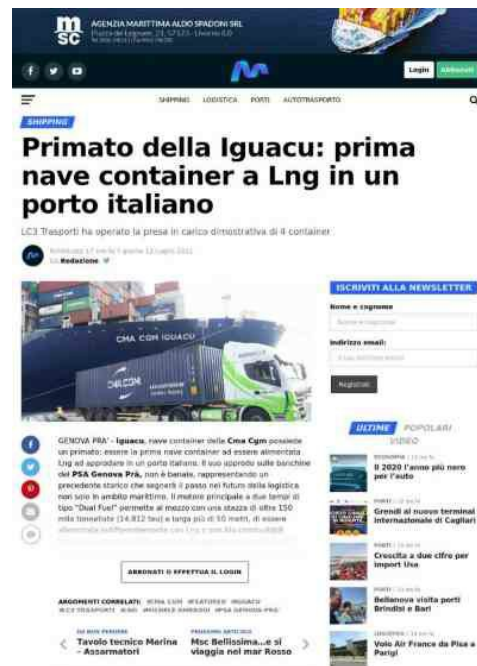 msc
AGENZIA MARITTIMA ALDO SPADONI SRL
Login
Abbonati
SHIPPING LOGISTICA PORTI AUTOTRASPORTO
SHIPPING
Primato della Iguacu: prima
nave container a Lng in un
porto italiano
LC3 Trasporti ha operato la presa in carico dimostrativa di 4 container
Redazione
CMA CGM IGUACU
CMA CGM
GENOVA PRA' - Iguacu, nave container della Cma Cgm possiede
un primato: essere la prima nave container ad essere alimentata
Lng ad approdare in un porto italiano. Il suo approdo sulle banchine
del PSA Genova Prà, non è banale, rappresentando un
precedente storico che segnerà il passo nel futuro della logistica
non solo in ambito marittimo. Il motore principale a due tempi di
tipo "Dual Fuel" permette al mezzo con una stazza di oltre 150
mila tonnellate (14.812 teu) e larga più di 50 metri, di essere
ABBONATI O EFFETTUA IL LOGIN
ARGOMENTI CORRELATI:
Tavolo tecnico Marina
- Assarmatori
Msc Bellissima...e si
viaggia nel mar Rosso
ISCRIVITI ALLA NEWSLETTER
Nome e cognome
Nome e cognome
Indirizzo email:
Registrati
ULTIME POPOLARI
VIDEO
Il 2020 l'anno più nero
per l'auto
Grendi al nuovo terminal
internazionale di Cagliari
Crescita a due cifre per
import Usa
Bellanova visita porti
Brindisi e Bari
Volo Air France da Pisa a
Parigi